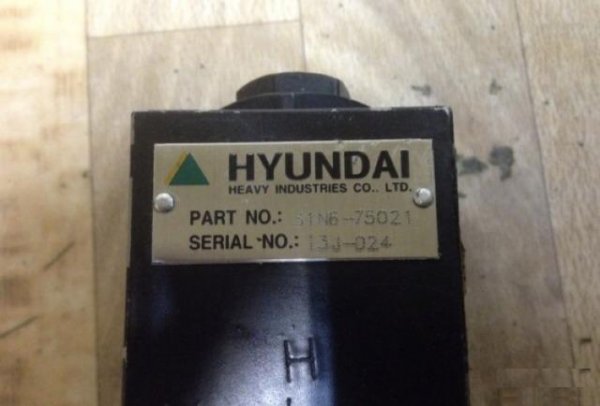 HYUNDAI
HEAVY INDUSTRIES CO., LTD.
PART NO.: 31N6-75021
SERIAL NO.: 13J-024
H